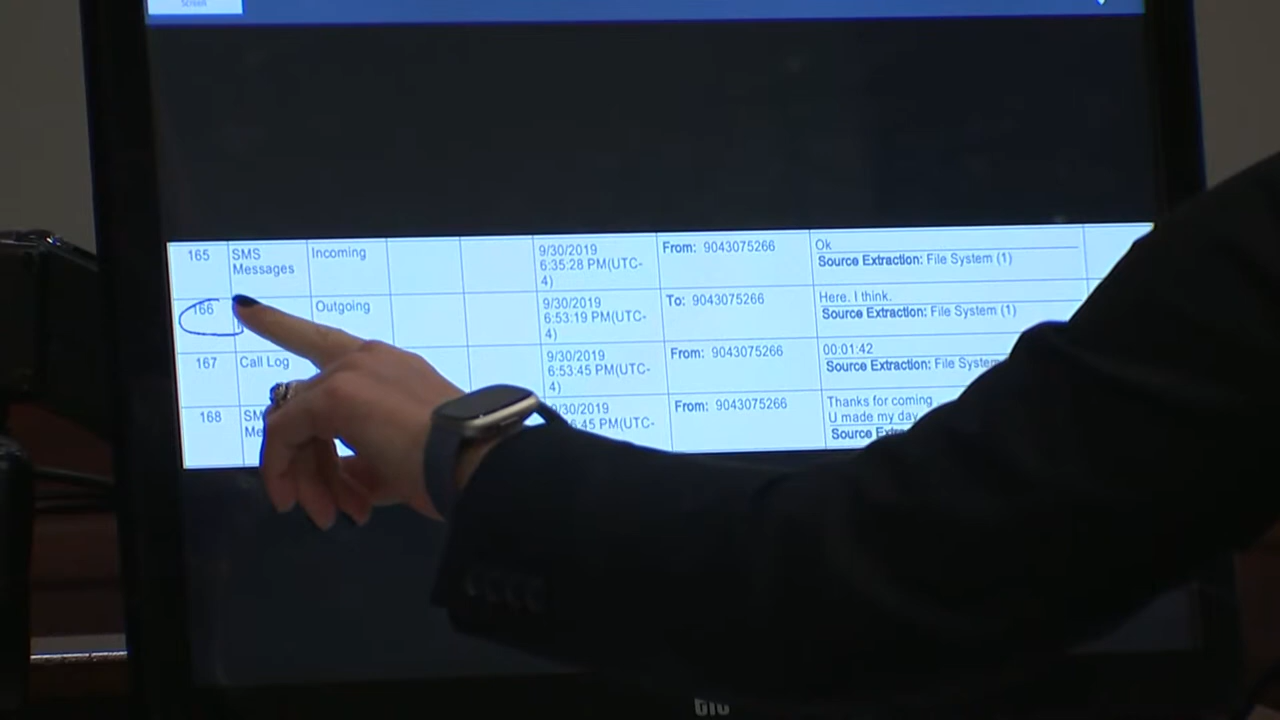 Screen
165 SMS Messages Incoming 9/30/2019 6:35:28 PM(UTC-4) From: 9043075266 Ok
Source Extraction: File System (1)
166 Outgoing 9/30/2019 6:53:19 PM(UTC-4) To: 9043075266 Here. I think.
Source Extraction: File System (1)
167 Call Log 9/30/2019 6:53:45 PM(UTC-4) From: 9043075266 00:01:42
Source Extraction: File System
168 From: 9043075266 Thanks for coming
U made my day
Source